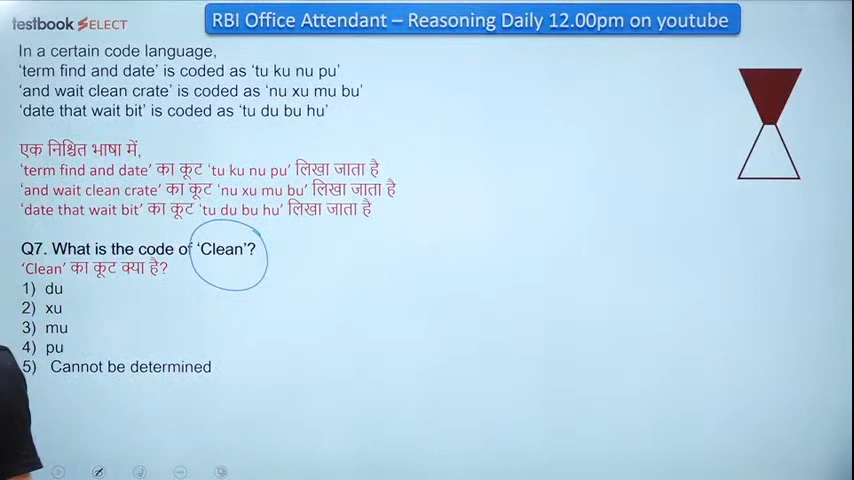 testbook SELECT
RBI Office Attendant – Reasoning Daily 12.00pm on youtube
In a certain code language,
‘term find and date’ is coded as ‘tu ku nu pu’
‘and wait clean crate’ is coded as ‘nu xu mu bu’
‘date that wait bit’ is coded as ‘tu du bu hu’
एक निश्चित भाषा में,
‘term find and date’ का कूट ‘tu ku nu pu’ लिखा जाता है
‘and wait clean crate’ का कूट ‘nu xu mu bu’ लिखा जाता है
‘date that wait bit’ का कूट ‘tu du bu hu’ लिखा जाता है
Q7. What is the code of ‘Clean’?
‘Clean’ का कूट क्या है?
1) du
2) xu
3) mu
4) pu
5) Cannot be determined